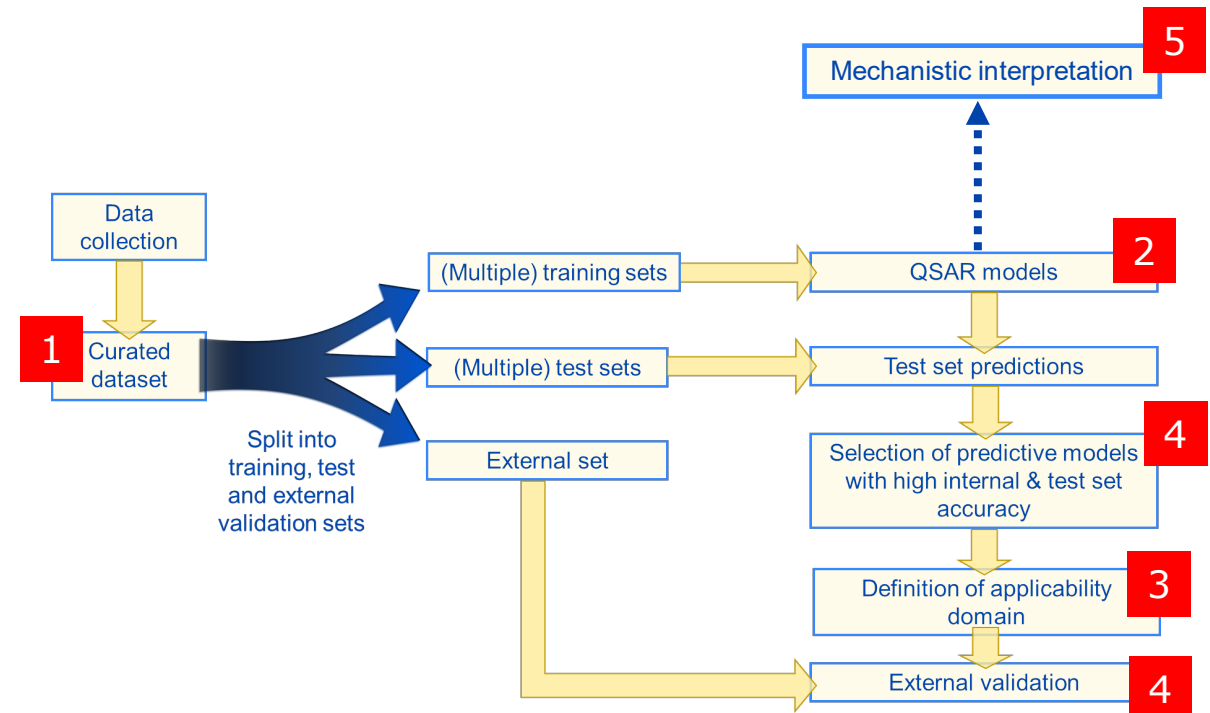 5
Mechanistic interpretation
Data
collection
2
(Multiple) training sets
QSAR models
1
Curated
dataset
(Multiple) test sets
Test set predictions
Split into
training, test
and external
validation sets
External set
4
Selection of predictive models
with high internal & test set
accuracy
3
Definition of applicability
domain
External validation
4